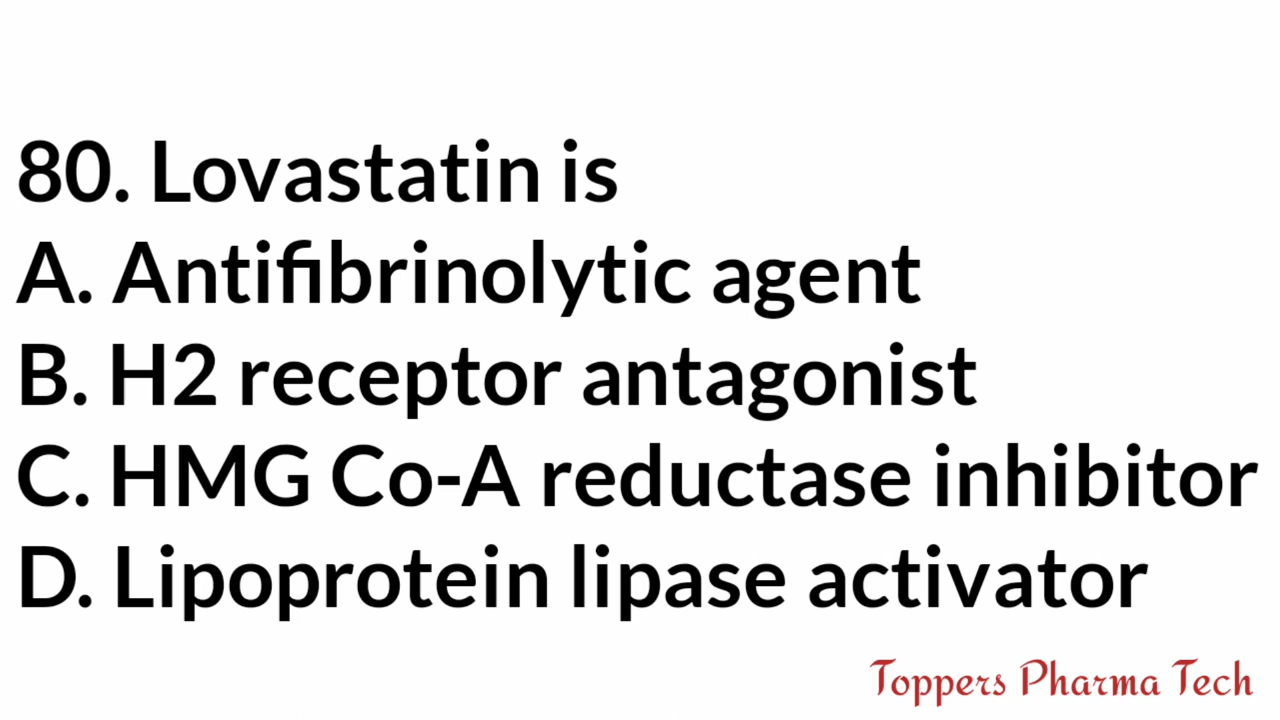 80. Lovastatin is
A. Antifibrinolytic agent
B. H2 receptor antagonist
C. HMG Co-A reductase inhibitor
D. Lipoprotein lipase activator
Toppers Pharma Tech